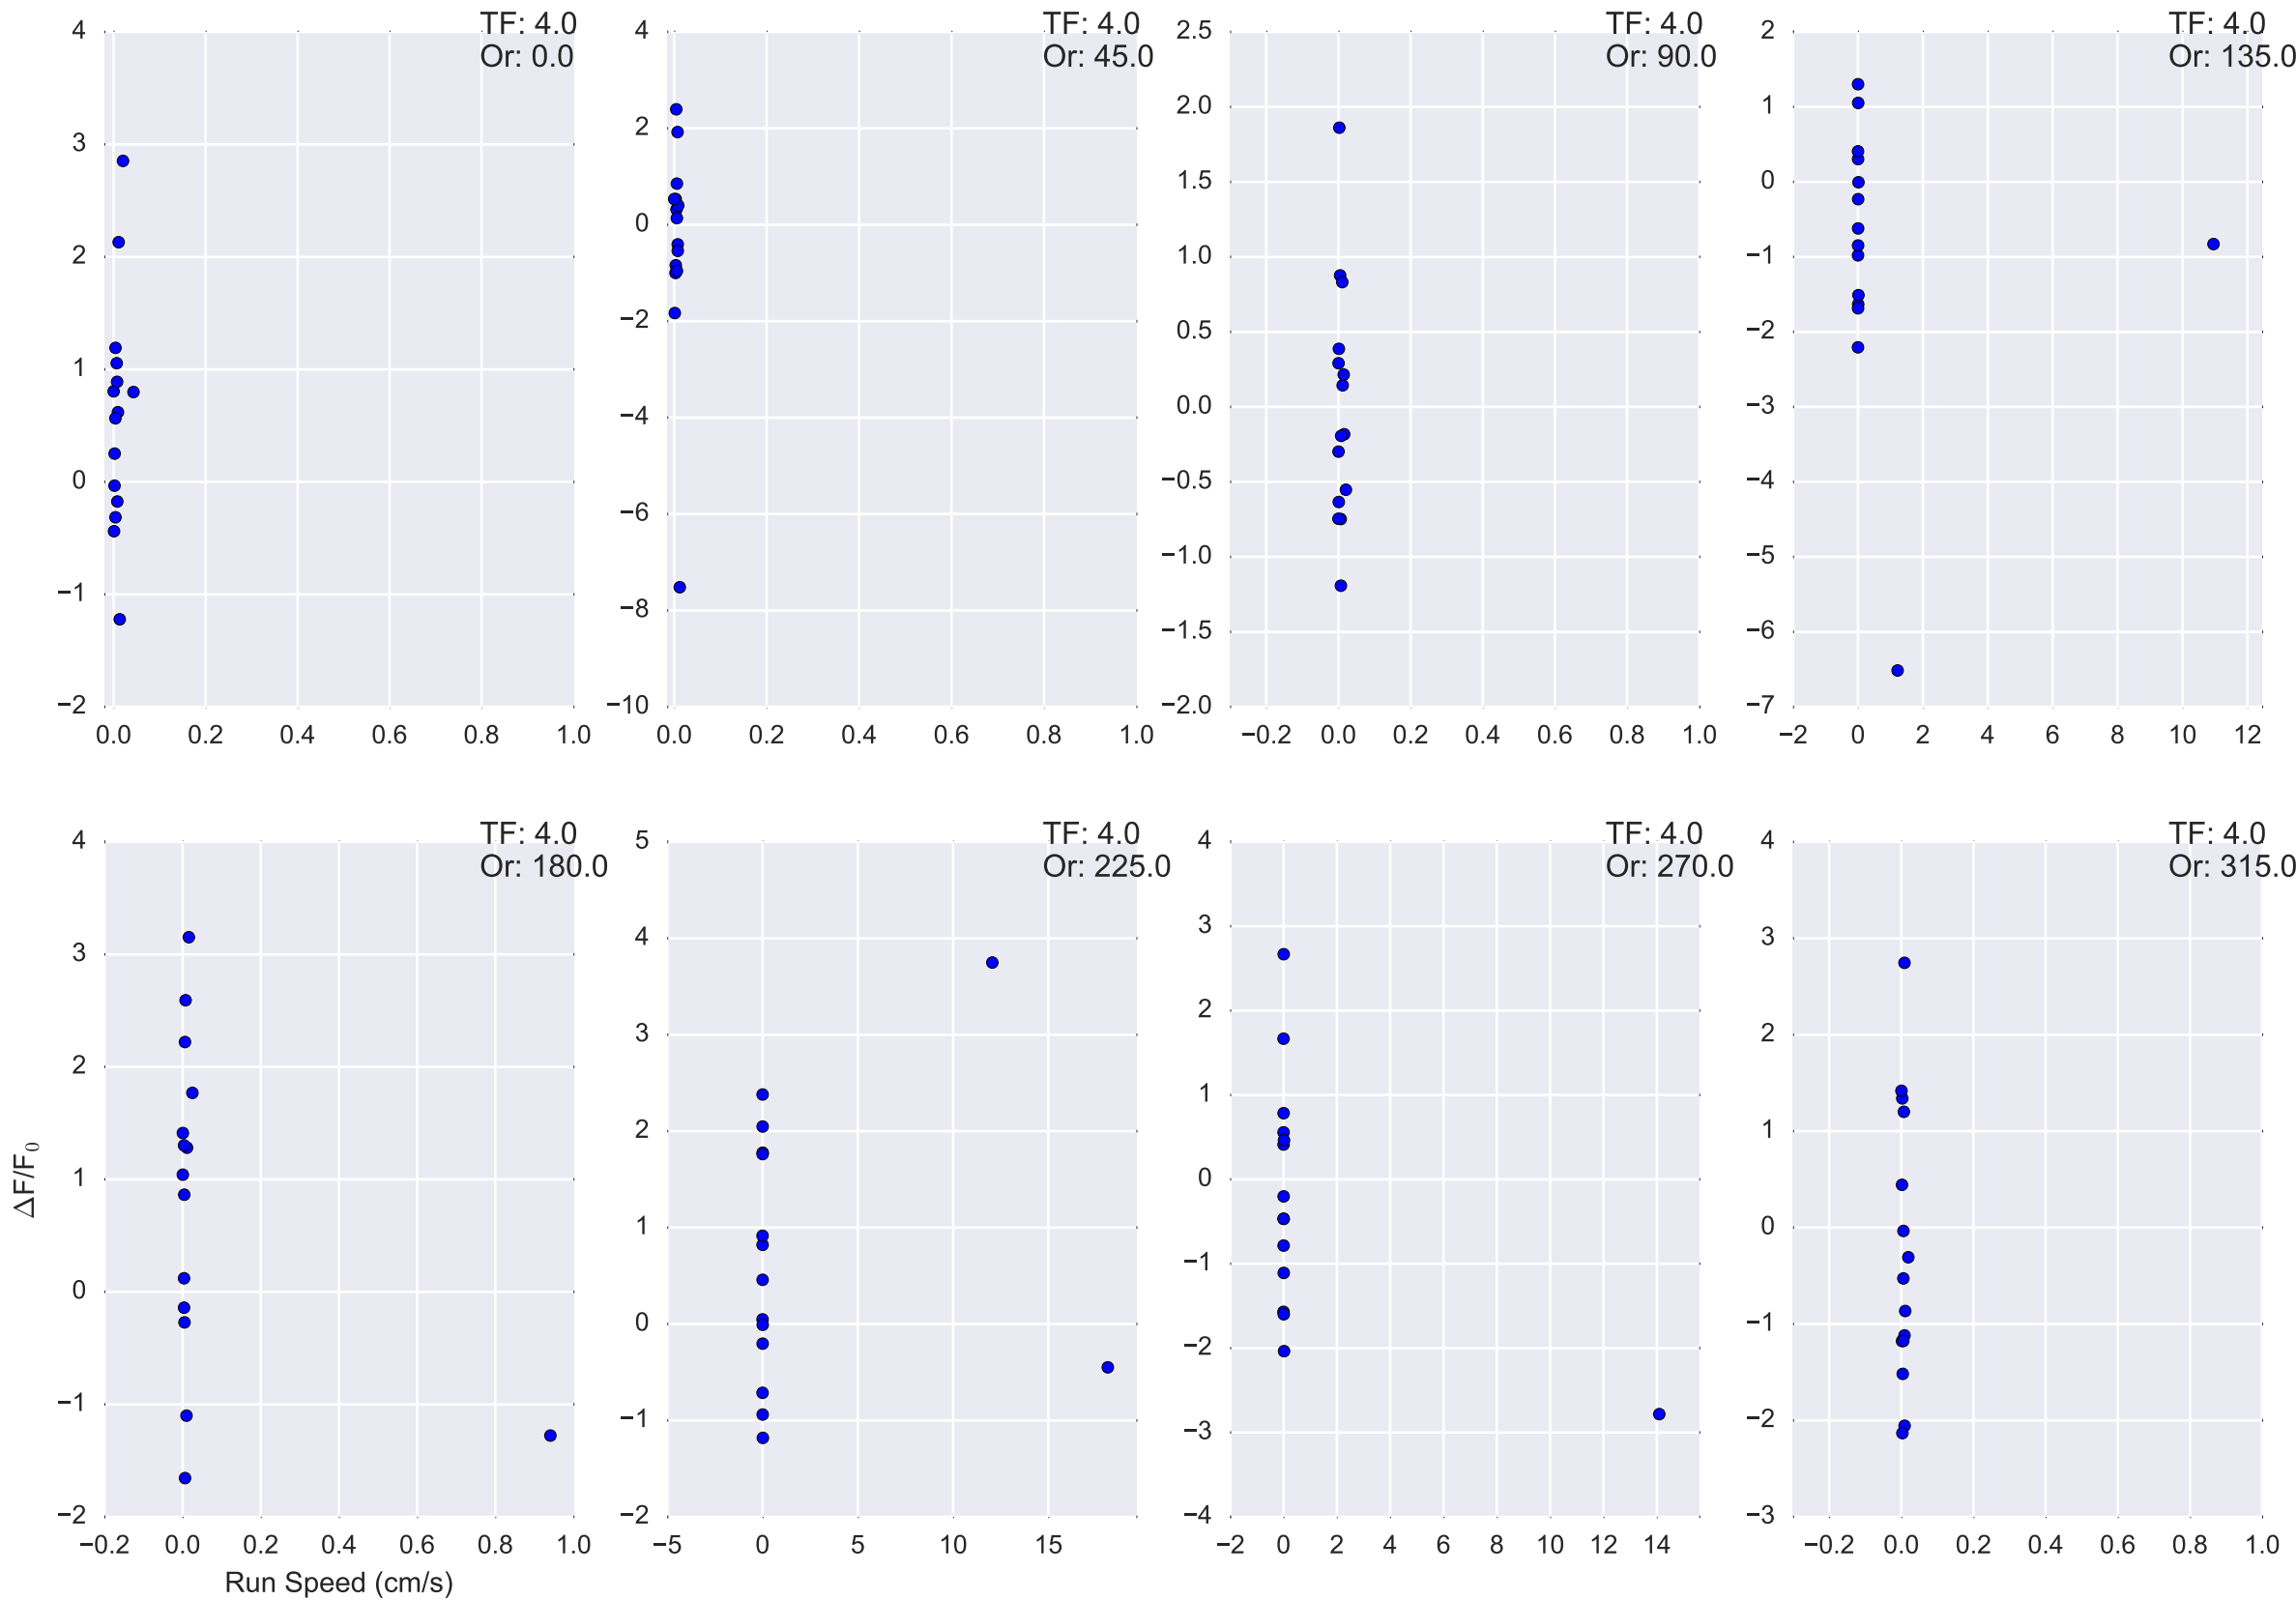 TF: 4.0
Or: 0.0
4
3
2
1
0
−1
−2
0.0 0.2 0.4 0.6 0.8 1.0
TF: 4.0
Or: 45.0
4
2
0
−2
−4
−6
−8
−10
0.0 0.2 0.4 0.6 0.8 1.0
TF: 4.0
Or: 90.0
2.5
2.0
1.5
1.0
0.5
0.0
−0.5
−1.0
−1.5
−2.0
−0.2 0.0 0.2 0.4 0.6 0.8 1.0
TF: 4.0
Or: 135.0
2
1
0
−1
−2
−3
−4
−5
−6
−7
−2 0 2 4 6 8 10 12
TF: 4.0
Or: 180.0
4
3
2
1
0
−1
−2
ΔF/F₀
−0.2 0.0 0.2 0.4 0.6 0.8 1.0
Run Speed (cm/s)
TF: 4.0
Or: 225.0
5
4
3
2
1
0
−1
−2
−5 0 5 10 15
TF: 4.0
Or: 270.0
4
3
2
1
0
−1
−2
−3
−4
−2 0 2 4 6 8 10 12 14
TF: 4.0
Or: 315.0
4
3
2
1
0
−1
−2
−3
−0.2 0.0 0.2 0.4 0.6 0.8 1.0